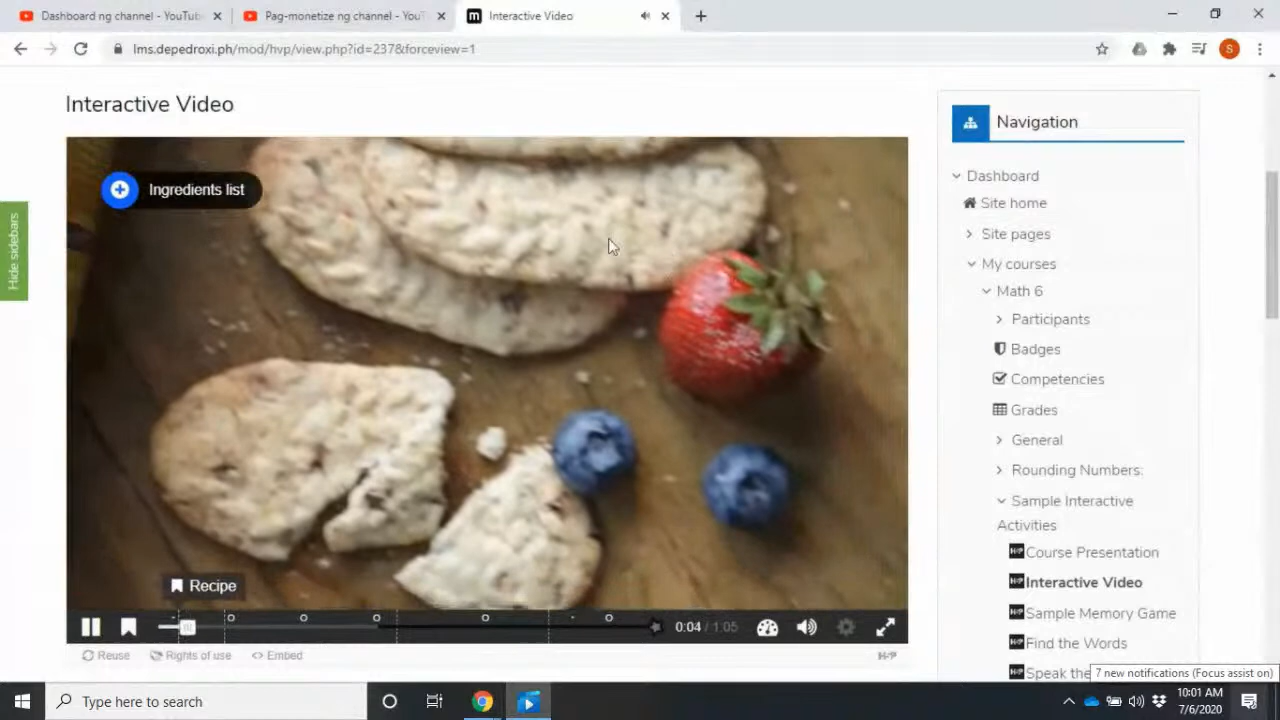 Dashboard ng channel - YouTube
Pag-monetize ng channel - YouT
Interactive Video
lms.depedroxi.ph/mod/hvp/view.php?id=237&forceview=1
S
Interactive Video
Ingredients list
Hide sidebars
Recipe
0:04 / 1:05
Reuse
Rights of use
<> Embed
H-P
Navigation
Dashboard
Site home
Site pages
My courses
Math 6
Participants
Badges
Competencies
Grades
General
Rounding Numbers:
Sample Interactive
Activities
Course Presentation
Interactive Video
Sample Memory Game
Find the Words
Speak the
7 new notifications (Focus assist on)
Type here to search
10:01 AM
7/6/2020